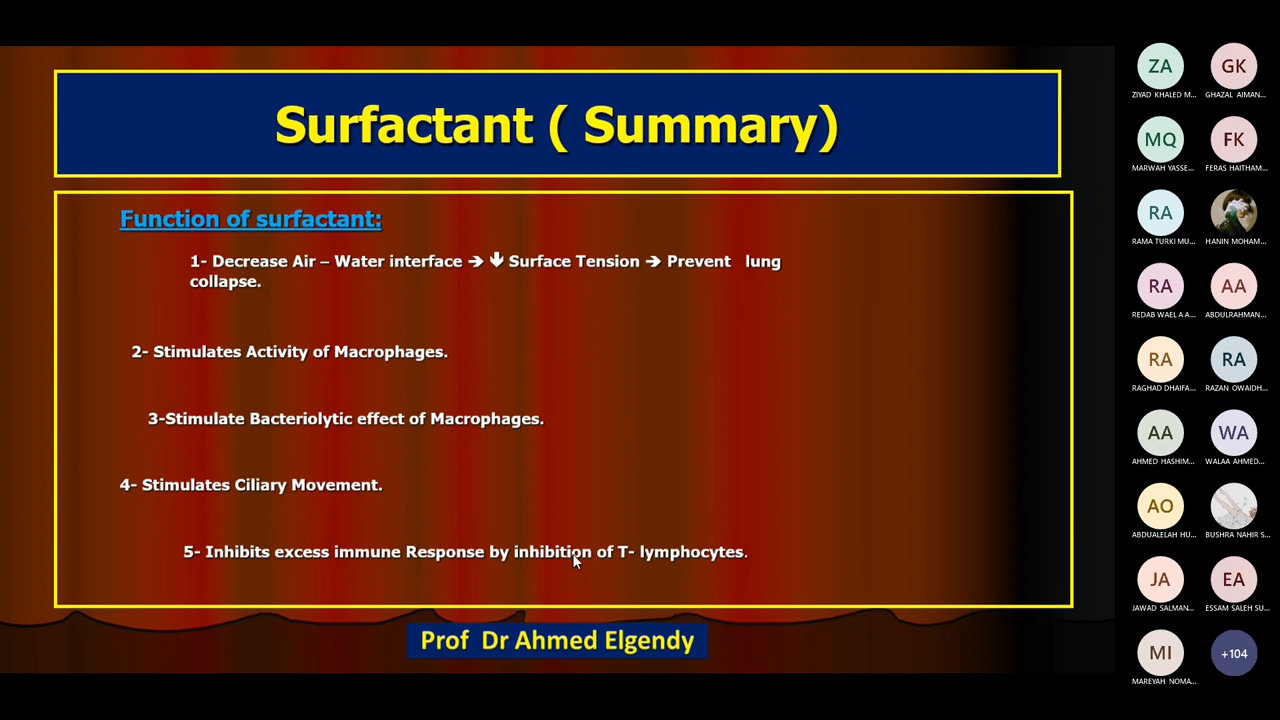 Surfactant ( Summary)
Function of surfactant:
1- Decrease Air – Water interface ➔ 🡇 Surface Tension ➔ Prevent lung
collapse.
2- Stimulates Activity of Macrophages.
3-Stimulate Bacteriolytic effect of Macrophages.
4- Stimulates Ciliary Movement.
5- Inhibits excess immune Response by inhibition of T- lymphocytes.
Prof Dr Ahmed Elgendy
ZA GK
ZIYAD KHALED M... GHAZAL AIMAN...
MQ FK
MARWAH YASSE... FERAS HAITHAM...
RA
RAMA TURKI MU... HANIN MOHAM...
RA AA
REDAB WAEL A A... ABDULRAHMAN...
RA RA
RAGHAD DHAIFA... RAZAN OWAIDH...
AA WA
AHMED HASHIM... WALAA AHMED...
AO
ABDUALELAH HU... BUSHRA NAHIR S...
JA EA
JAWAD SALMAN... ESSAM SALEH SU...
MI +104
MAREYAH NOMA...